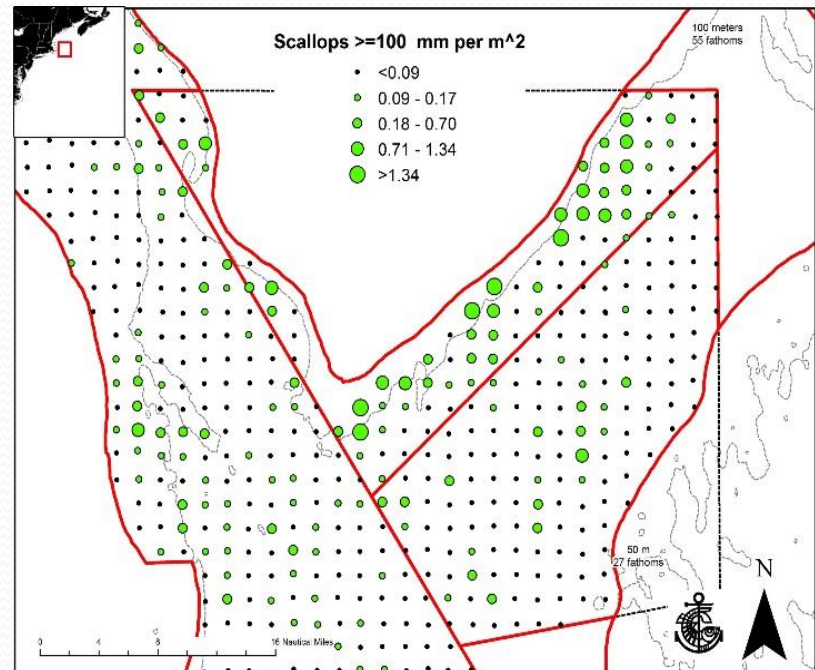 Scallops >=100 mm per m^2
<0.09
0.09 - 0.17
0.18 - 0.70
0.71 - 1.34
>1.34
100 meters
55 fathoms
50 m
27 fathoms
N
0 4 8 16 Nautical Miles